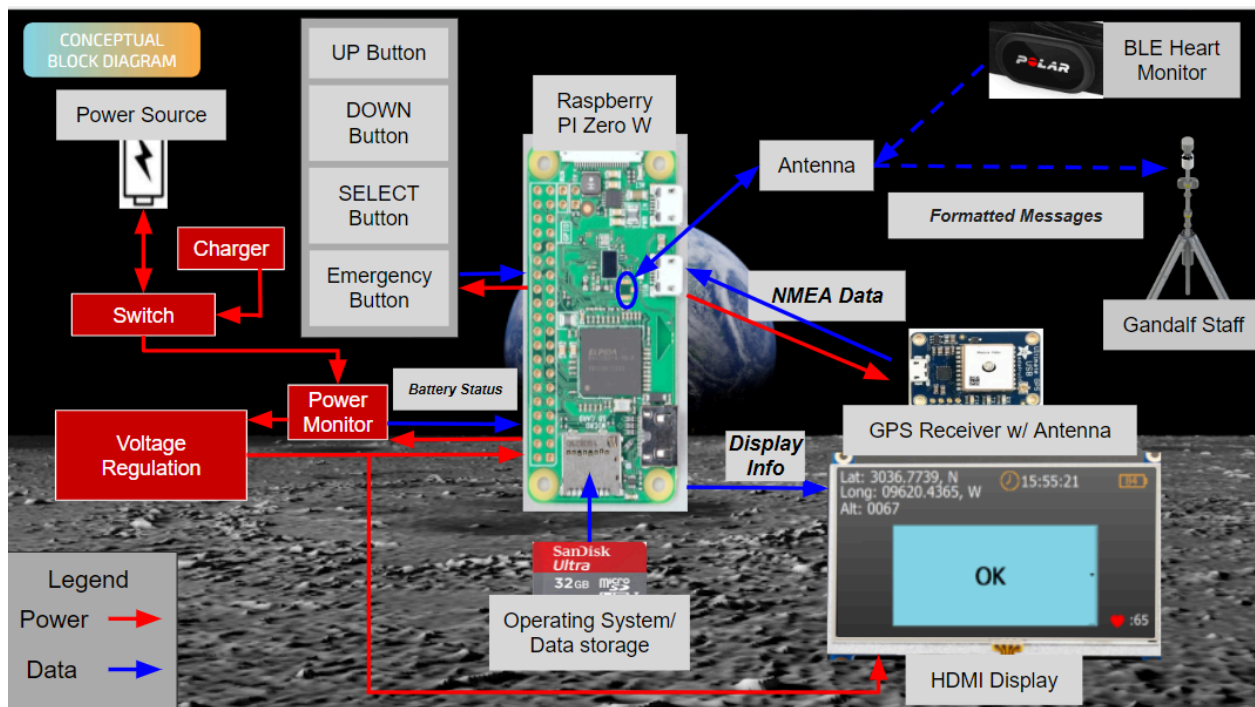 CONCEPTUAL
BLOCK DIAGRAM
Power Source
Charger
Switch
Power
Monitor
Voltage
Regulation
Battery Status
UP Button
DOWN
Button
SELECT
Button
Emergency
Button
Raspberry
PI Zero W
SanDisk
Ultra
32GB micro
Operating System/
Data storage
Antenna
POLAR
BLE Heart
Monitor
Formatted Messages
Gandalf Staff
NMEA Data
GPS Receiver w/ Antenna
Display
Info
Lat: 3036.7739, N
Long: 09620.4365, W
Alt: 0067
15:55:21
84
OK
:65
HDMI Display
Legend
Power
Data